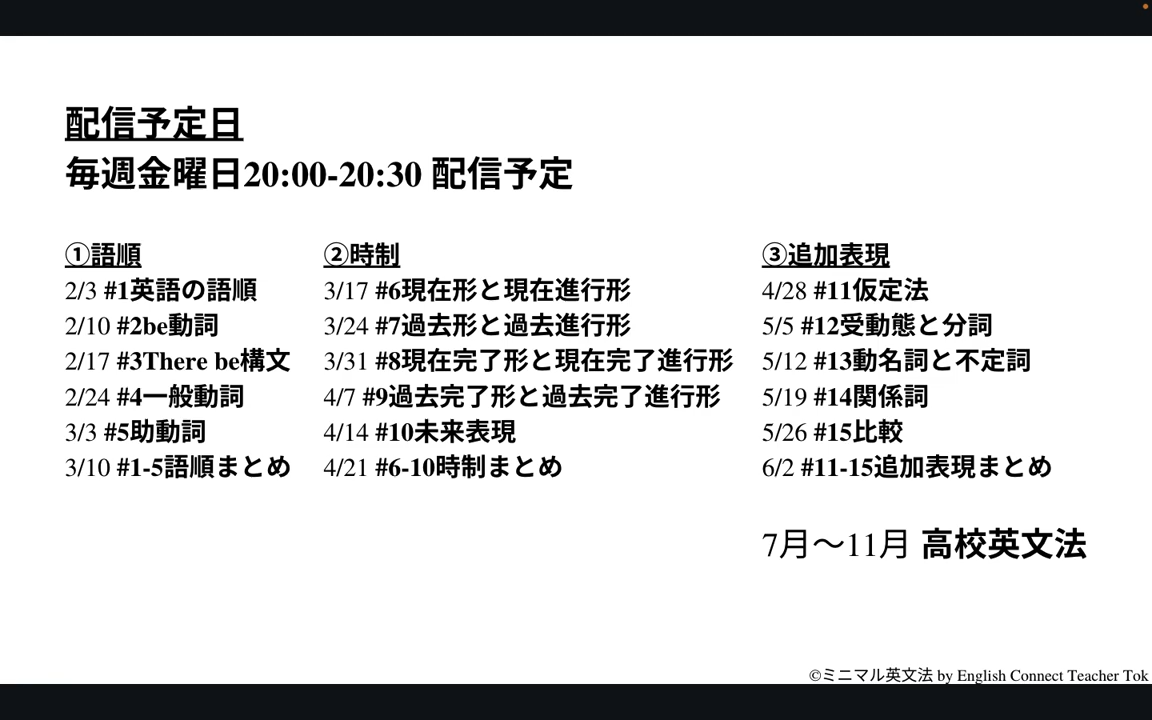 配信予定日
毎週金曜日20:00-20:30 配信予定
①語順
2/3 #1英語の語順
2/10 #2be動詞
2/17 #3There be構文
2/24 #4一般動詞
3/3 #5助動詞
3/10 #1-5語順まとめ
②時制
3/17 #6現在形と現在進行形
3/24 #7過去形と過去進行形
3/31 #8現在完了形と現在完了進行形
4/7 #9過去完了形と過去完了進行形
4/14 #10未来表現
4/21 #6-10時制まとめ
③追加表現
4/28 #11仮定法
5/5 #12受動態と分詞
5/12 #13動名詞と不定詞
5/19 #14関係詞
5/26 #15比較
6/2 #11-15追加表現まとめ
7月〜11月 高校英文法
©ミニマル英文法 by English Connect Teacher Tok